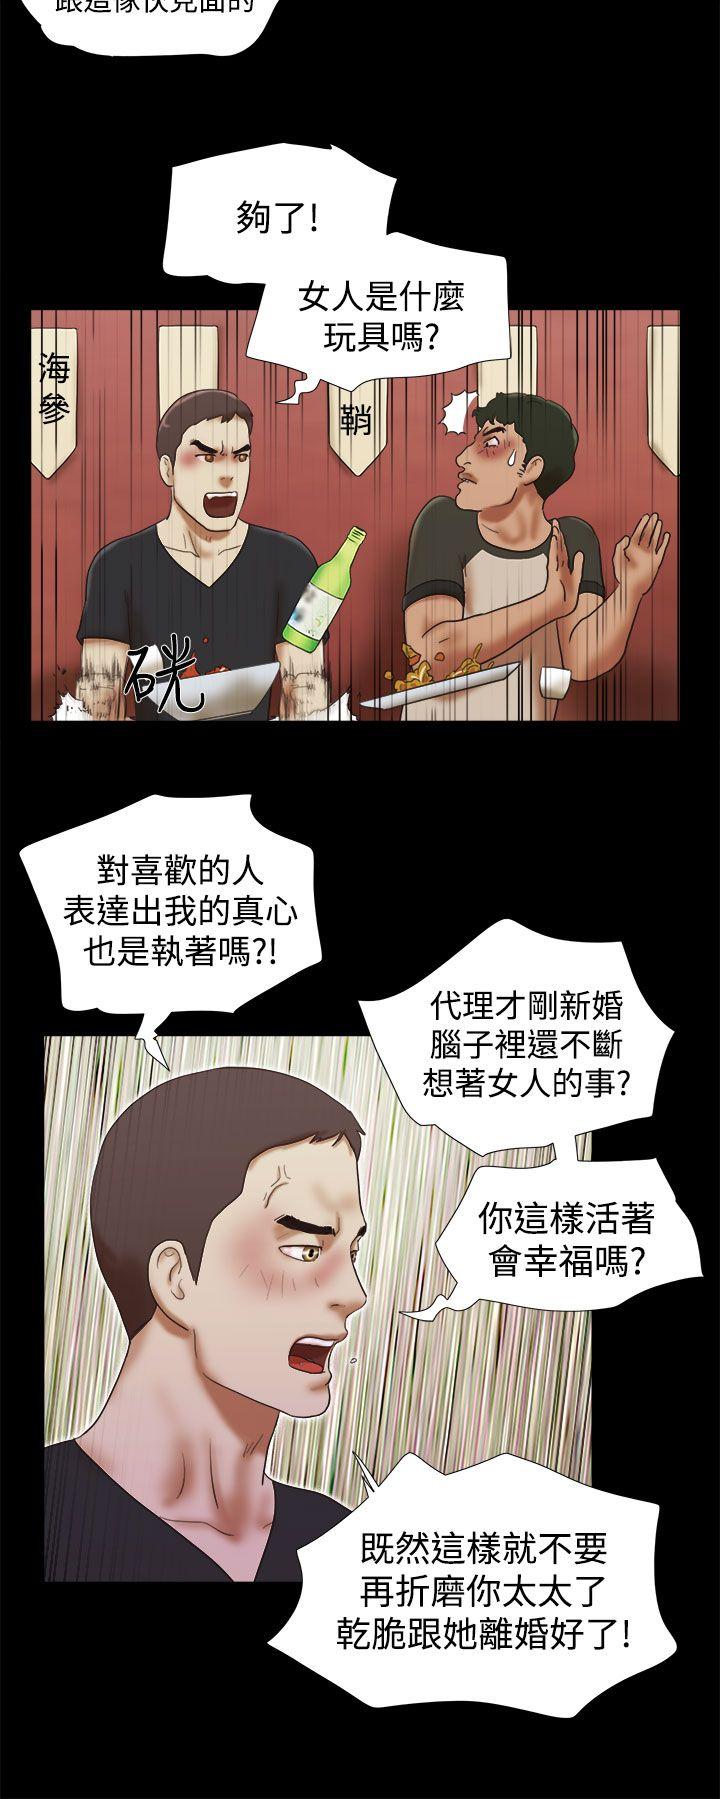 跟這傢伙見面的
夠了!
女人是什麼
玩具嗎?
海
參
鞘
硄
對喜歡的人
表達出我的真心
也是執著嗎?!
代理才剛新婚
腦子裡還不斷
想著女人的事?
你這樣活著
會幸福嗎?
既然這樣就不要
再折磨你太太了
乾脆跟她離婚好了!